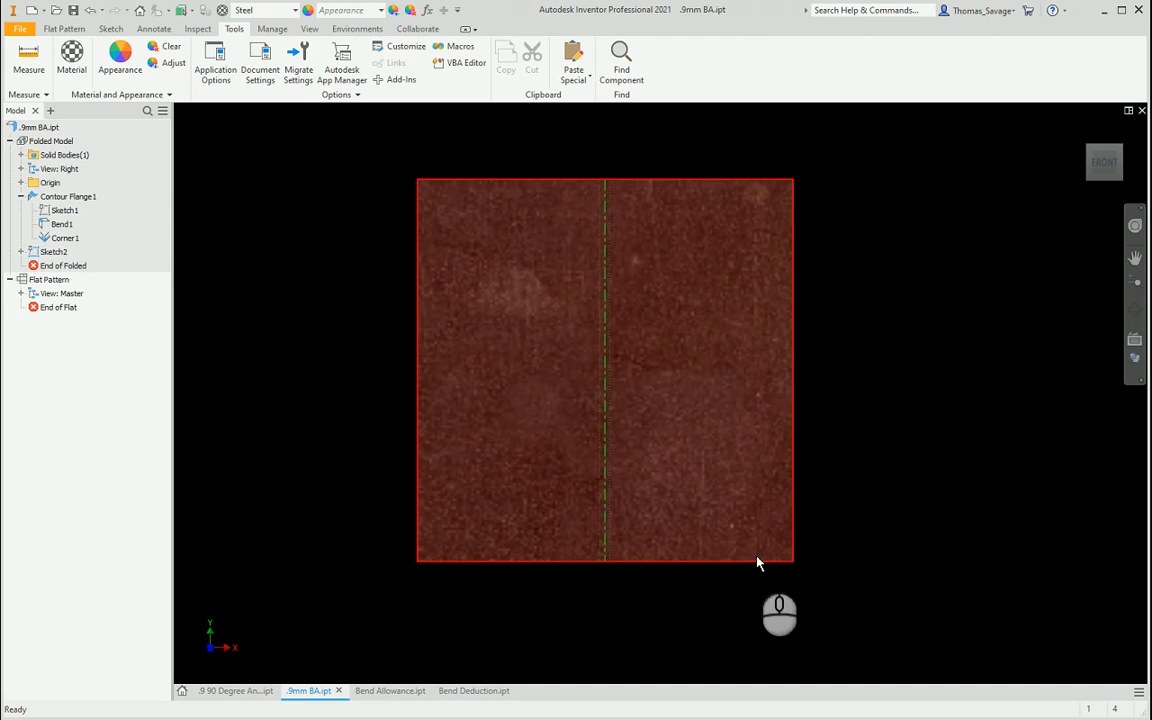 Steel
Appearance
Autodesk Inventor Professional 2021 .9mm BA.ipt
Search Help & Commands...
Thomas_Savage
File
Flat Pattern
Sketch
Annotate
Inspect
Tools
Manage
View
Environments
Collaborate
Measure
Material
Appearance
Clear
Adjust
Application Options
Document Settings
Migrate Settings
Autodesk App Manager
Customize
Links
Add-Ins
Macros
VBA Editor
Copy
Cut
Paste Special
Find Component
Measure
Material and Appearance
Options
Clipboard
Find
Model
.9mm BA.ipt
Folded Model
Solid Bodies(1)
View: Right
Origin
Contour Flange1
Sketch1
Bend1
Corner1
Sketch2
End of Folded
Flat Pattern
View: Master
End of Flat
FRONT
Y
X
.9 90 Degree An...ipt
.9mm BA.ipt
Bend Allowance.ipt
Bend Deduction.ipt
Ready
1
4